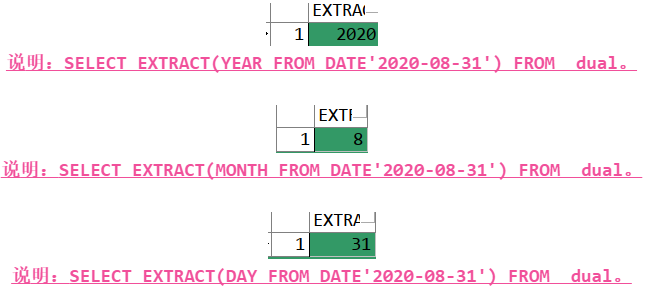 EXTRA
1 2020
说明：SELECT EXTRACT(YEAR FROM DATE'2020-08-31') FROM  dual。
EXTF
1 8
说明：SELECT EXTRACT(MONTH FROM DATE'2020-08-31') FROM  dual。
EXTRA
1 31
说明：SELECT EXTRACT(DAY FROM DATE'2020-08-31') FROM  dual。